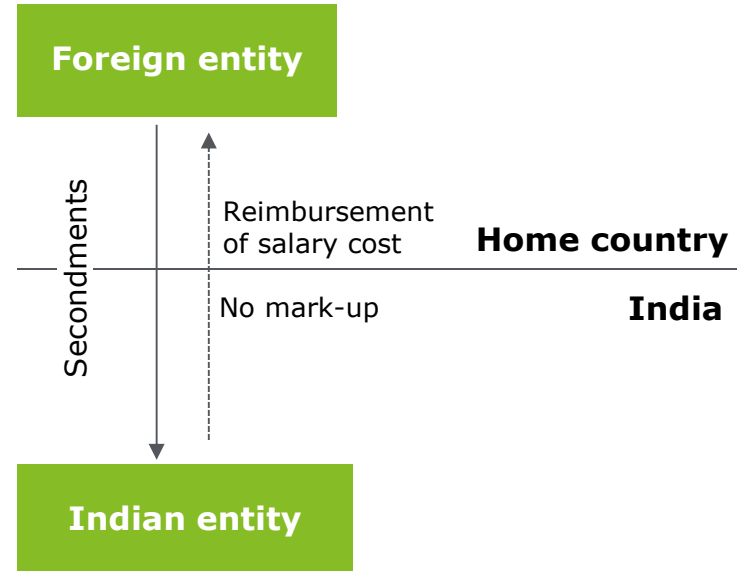 Foreign entity
Secondments
Reimbursement
of salary cost
Home country
No mark-up
India
Indian entity